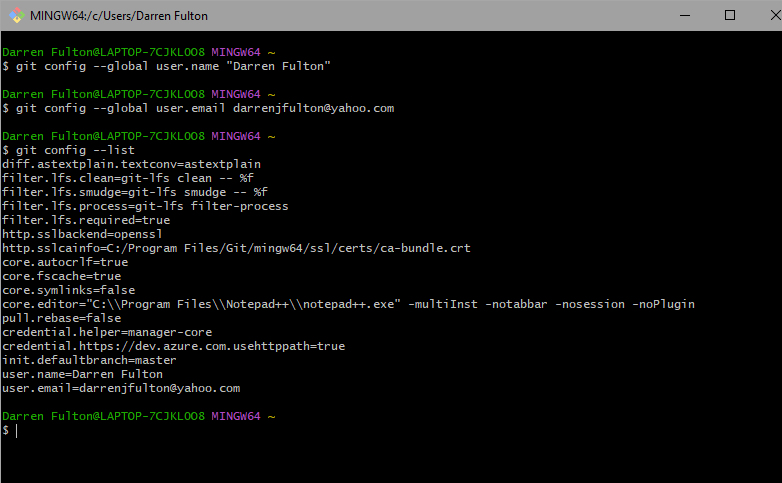 MINGW64:/c/Users/Darren Fulton
Darren Fulton@LAPTOP-7CJKLOO8 MINGW64 ~
$ git config --global user.name "Darren Fulton"
Darren Fulton@LAPTOP-7CJKLOO8 MINGW64 ~
$ git config --global user.email darrenjfulton@yahoo.com
Darren Fulton@LAPTOP-7CJKLOO8 MINGW64 ~
$ git config --list
diff.astextplain.textconv=astextplain
filter.lfs.clean=git-lfs clean -- %f
filter.lfs.smudge=git-lfs smudge -- %f
filter.lfs.process=git-lfs filter-process
filter.lfs.required=true
http.sslbackend=openssl
http.sslcainfo=C:/Program Files/Git/mingw64/ssl/certs/ca-bundle.crt
core.autocrlf=true
core.fscache=true
core.symlinks=false
core.editor="C:\\Program Files\\Notepad++\\notepad++.exe" -multiInst -notabbar -nosession -noPlugin
pull.rebase=false
credential.helper=manager-core
credential.https://dev.azure.com.usehttppath=true
init.defaultbranch=master
user.name=Darren Fulton
user.email=darrenjfulton@yahoo.com
Darren Fulton@LAPTOP-7CJKLOO8 MINGW64 ~
$